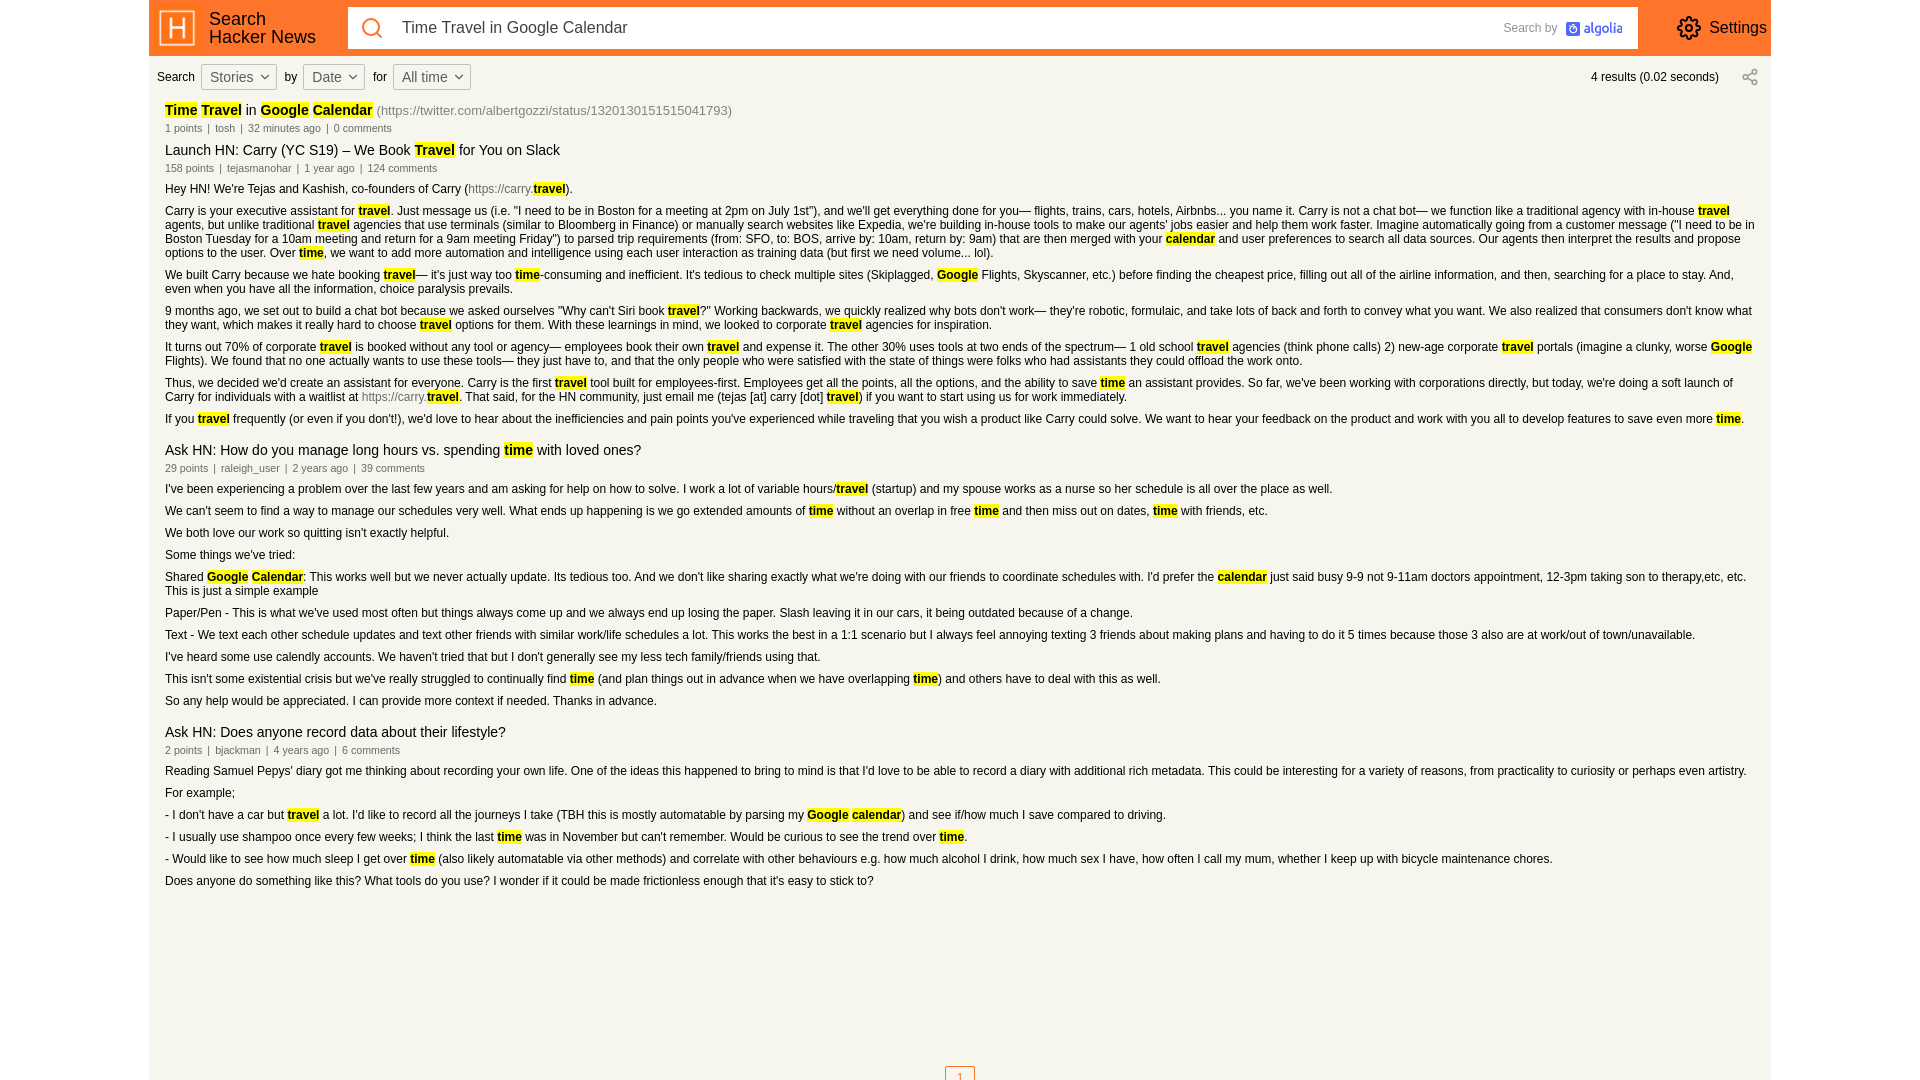 Search
Hacker News
Time Travel in Google Calendar
Search by algolia
Settings
Search Stories by Date for All time
4 results (0.02 seconds)
Time Travel in Google Calendar (https://twitter.com/albertgozzi/status/1320130151515041793)
1 points | tosh | 32 minutes ago | 0 comments
Launch HN: Carry (YC S19) – We Book Travel for You on Slack
158 points | tejasmanohar | 1 year ago | 124 comments
Hey HN! We're Tejas and Kashish, co-founders of Carry (https://carry.travel).
Carry is your executive assistant for travel. Just message us (i.e. "I need to be in Boston for a meeting at 2pm on July 1st"), and we'll get everything done for you— flights, trains, cars, hotels, Airbnbs... you name it. Carry is not a chat bot— we function like a traditional agency with in-house travel
agents, but unlike traditional travel agencies that use terminals (similar to Bloomberg in Finance) or manually search websites like Expedia, we're building in-house tools to make our agents' jobs easier and help them work faster. Imagine automatically going from a customer message ("I need to be in
Boston Tuesday for a 10am meeting and return for a 9am meeting Friday") to parsed trip requirements (from: SFO, to: BOS, arrive by: 10am, return by: 9am) that are then merged with your calendar and user preferences to search all data sources. Our agents then interpret the results and propose
options to the user. Over time, we want to add more automation and intelligence using each user interaction as training data (but first we need volume... lol).
We built Carry because we hate booking travel— it's just way too time-consuming and inefficient. It's tedious to check multiple sites (Skiplagged, Google Flights, Skyscanner, etc.) before finding the cheapest price, filling out all of the airline information, and then, searching for a place to stay. And,
even when you have all the information, choice paralysis prevails.
9 months ago, we set out to build a chat bot because we asked ourselves "Why can't Siri book travel?" Working backwards, we quickly realized why bots don't work— they're robotic, formulaic, and take lots of back and forth to convey what you want. We also realized that consumers don't know what
they want, which makes it really hard to choose travel options for them. With these learnings in mind, we looked to corporate travel agencies for inspiration.
It turns out 70% of corporate travel is booked without any tool or agency— employees book their own travel and expense it. The other 30% uses tools at two ends of the spectrum— 1 old school travel agencies (think phone calls) 2) new-age corporate travel portals (imagine a clunky, worse Google
Flights). We found that no one actually wants to use these tools— they just have to, and that the only people who were satisfied with the state of things were folks who had assistants they could offload the work onto.
Thus, we decided we'd create an assistant for everyone. Carry is the first travel tool built for employees-first. Employees get all the points, all the options, and the ability to save time an assistant provides. So far, we've been working with corporations directly, but today, we're doing a soft launch of
Carry for individuals with a waitlist at https://carry.travel. That said, for the HN community, just email me (tejas [at] carry [dot] travel) if you want to start using us for work immediately.
If you travel frequently (or even if you don't!), we'd love to hear about the inefficiencies and pain points you've experienced while traveling that you wish a product like Carry could solve. We want to hear your feedback on the product and work with you all to develop features to save even more time.
Ask HN: How do you manage long hours vs. spending time with loved ones?
29 points | raleigh_user | 2 years ago | 39 comments
I've been experiencing a problem over the last few years and am asking for help on how to solve. I work a lot of variable hours/travel (startup) and my spouse works as a nurse so her schedule is all over the place as well.
We can't seem to find a way to manage our schedules very well. What ends up happening is we go extended amounts of time without an overlap in free time and then miss out on dates, time with friends, etc.
We both love our work so quitting isn't exactly helpful.
Some things we've tried:
Shared Google Calendar: This works well but we never actually update. Its tedious too. And we don't like sharing exactly what we're doing with our friends to coordinate schedules with. I'd prefer the calendar just said busy 9-9 not 9-11am doctors appointment, 12-3pm taking son to therapy,etc, etc.
This is just a simple example
Paper/Pen - This is what we've used most often but things always come up and we always end up losing the paper. Slash leaving it in our cars, it being outdated because of a change.
Text - We text each other schedule updates and text other friends with similar work/life schedules a lot. This works the best in a 1:1 scenario but I always feel annoying texting 3 friends about making plans and having to do it 5 times because those 3 also are at work/out of town/unavailable.
I've heard some use calendly accounts. We haven't tried that but I don't generally see my less tech family/friends using that.
This isn't some existential crisis but we've really struggled to continually find time (and plan things out in advance when we have overlapping time) and others have to deal with this as well.
So any help would be appreciated. I can provide more context if needed. Thanks in advance.
Ask HN: Does anyone record data about their lifestyle?
2 points | bjackman | 4 years ago | 6 comments
Reading Samuel Pepys' diary got me thinking about recording your own life. One of the ideas this happened to bring to mind is that I'd love to be able to record a diary with additional rich metadata. This could be interesting for a variety of reasons, from practicality to curiosity or perhaps even artistry.
For example;
- I don't have a car but travel a lot. I'd like to record all the journeys I take (TBH this is mostly automatable by parsing my Google calendar) and see if/how much I save compared to driving.
- I usually use shampoo once every few weeks; I think the last time was in November but can't remember. Would be curious to see the trend over time.
- Would like to see how much sleep I get over time (also likely automatable via other methods) and correlate with other behaviours e.g. how much alcohol I drink, how much sex I have, how often I call my mum, whether I keep up with bicycle maintenance chores.
Does anyone do something like this? What tools do you use? I wonder if it could be made frictionless enough that it's easy to stick to?
1